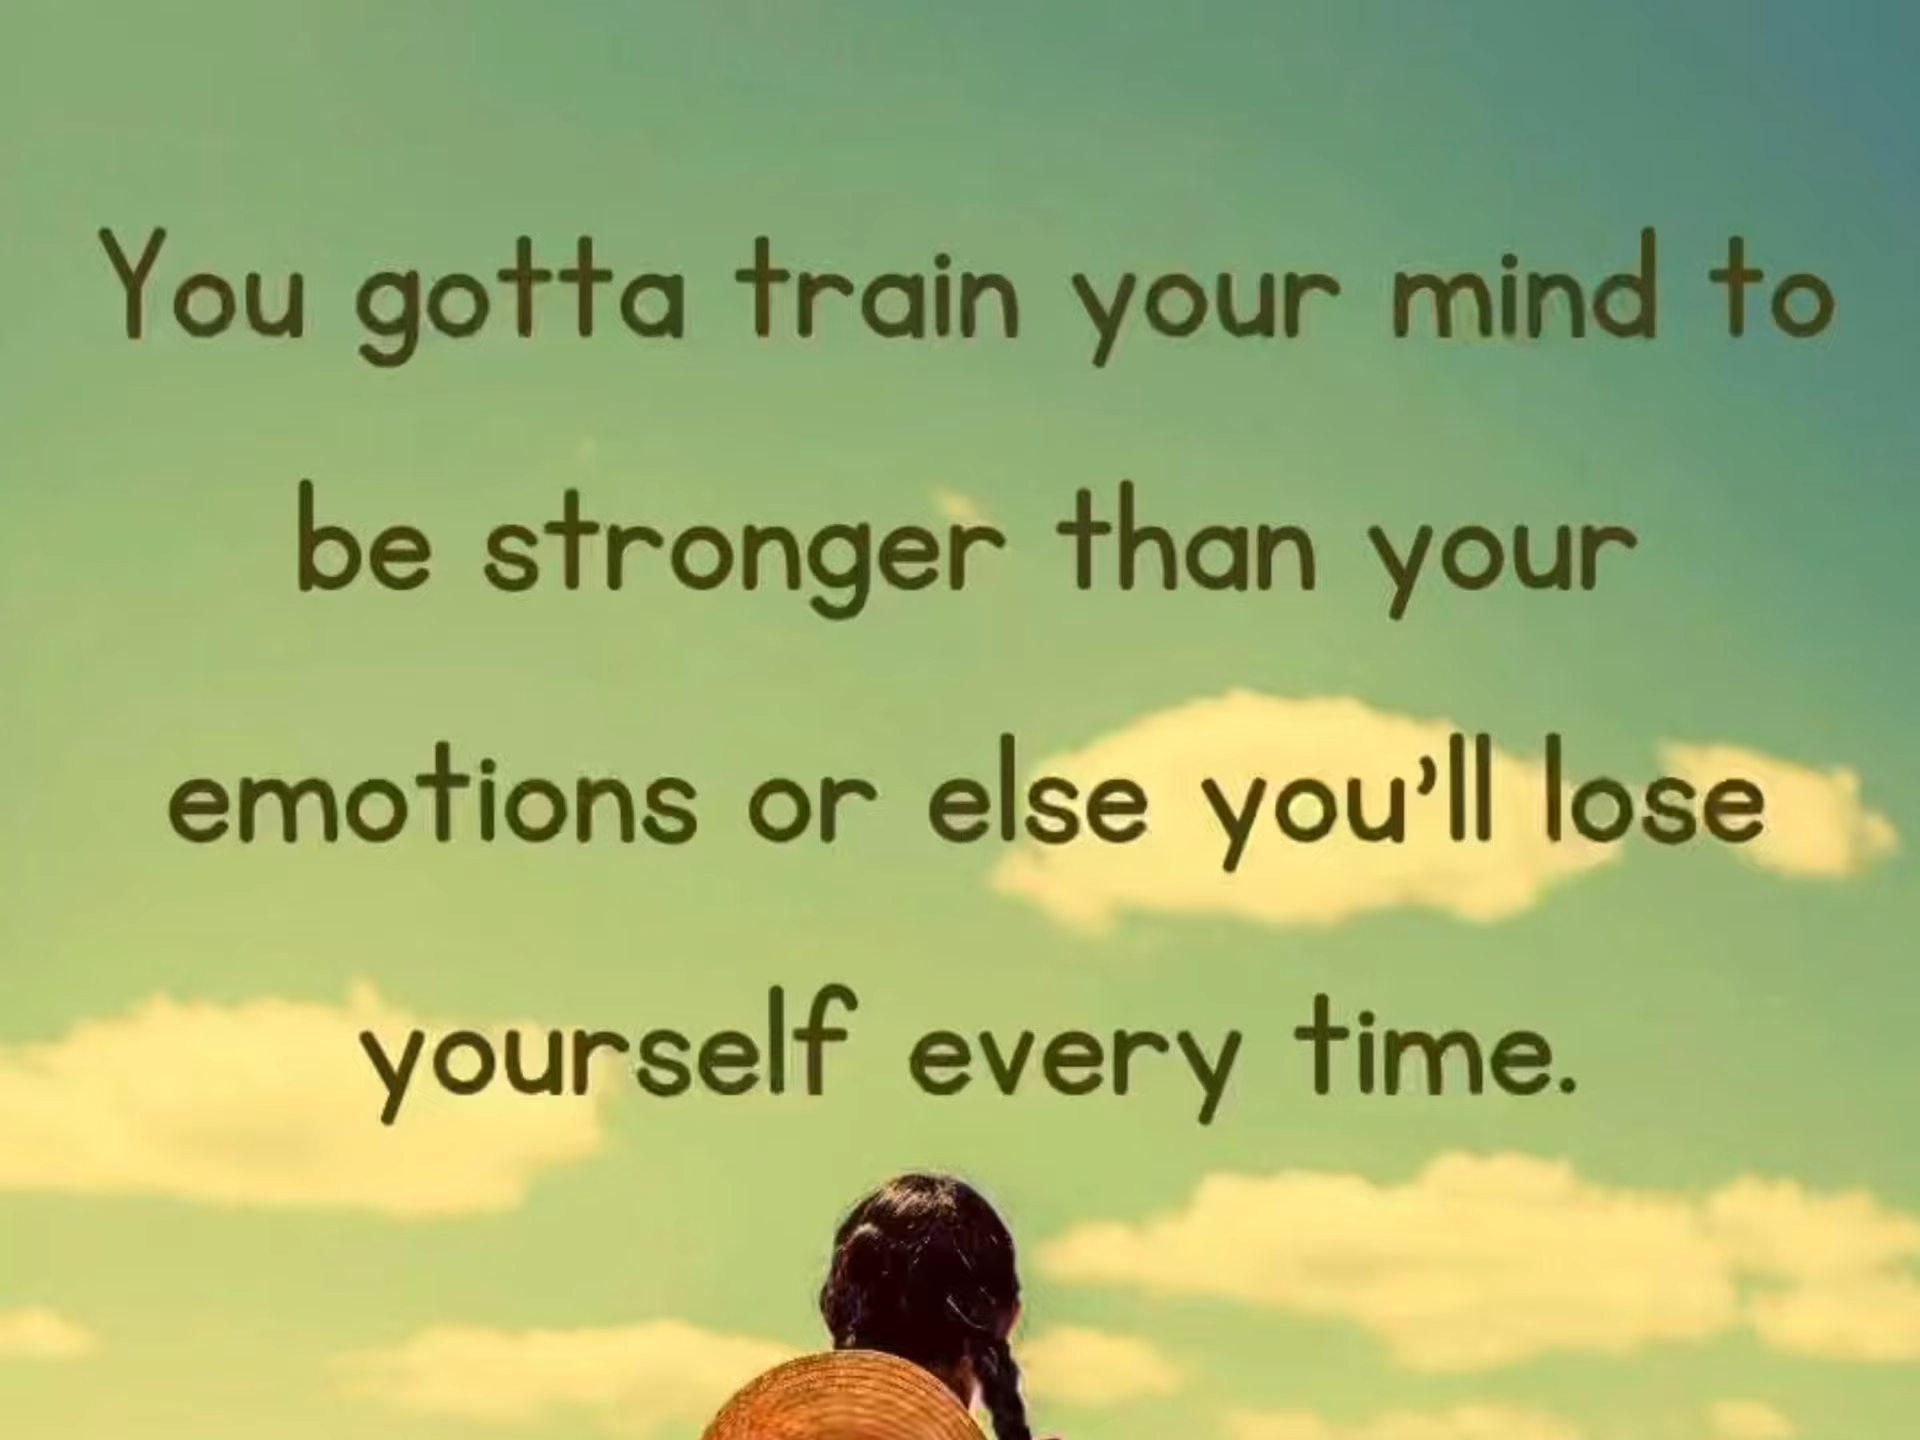 You gotta train your mind to
be stronger than your
emotions or else you'll lose
yourself every time.